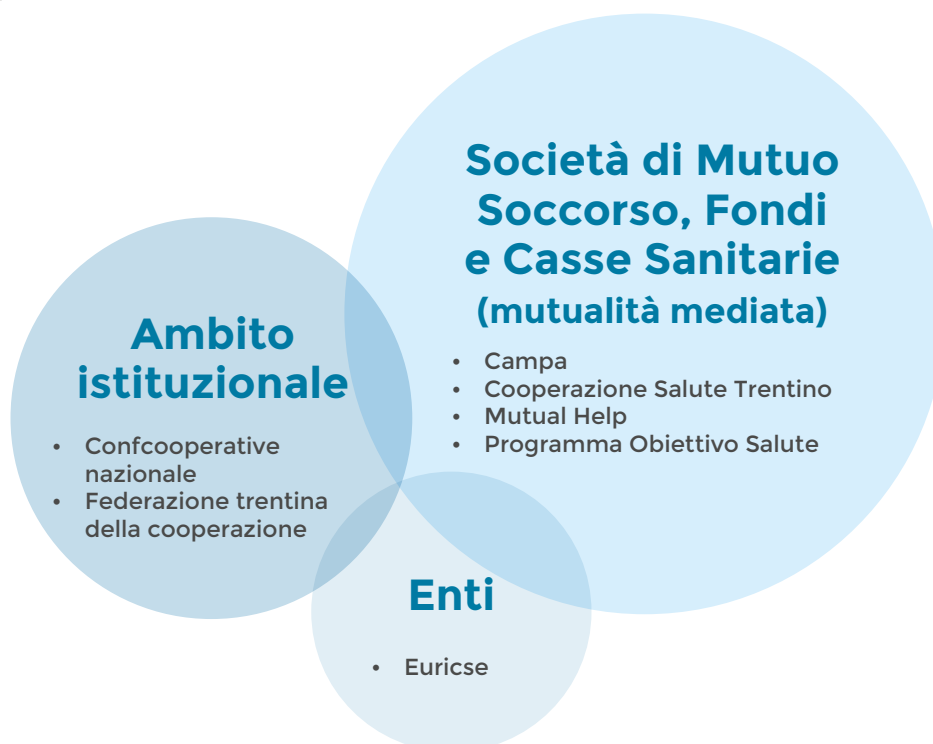 Società di Mutuo
Soccorso, Fondi
e Casse Sanitarie
(mutualità mediata)
• Campa
• Cooperazione Salute Trentino
• Mutual Help
• Programma Obiettivo Salute
Ambito
istituzionale
• Confcooperative
nazionale
• Federazione trentina
della cooperazione
Enti
• Euricse